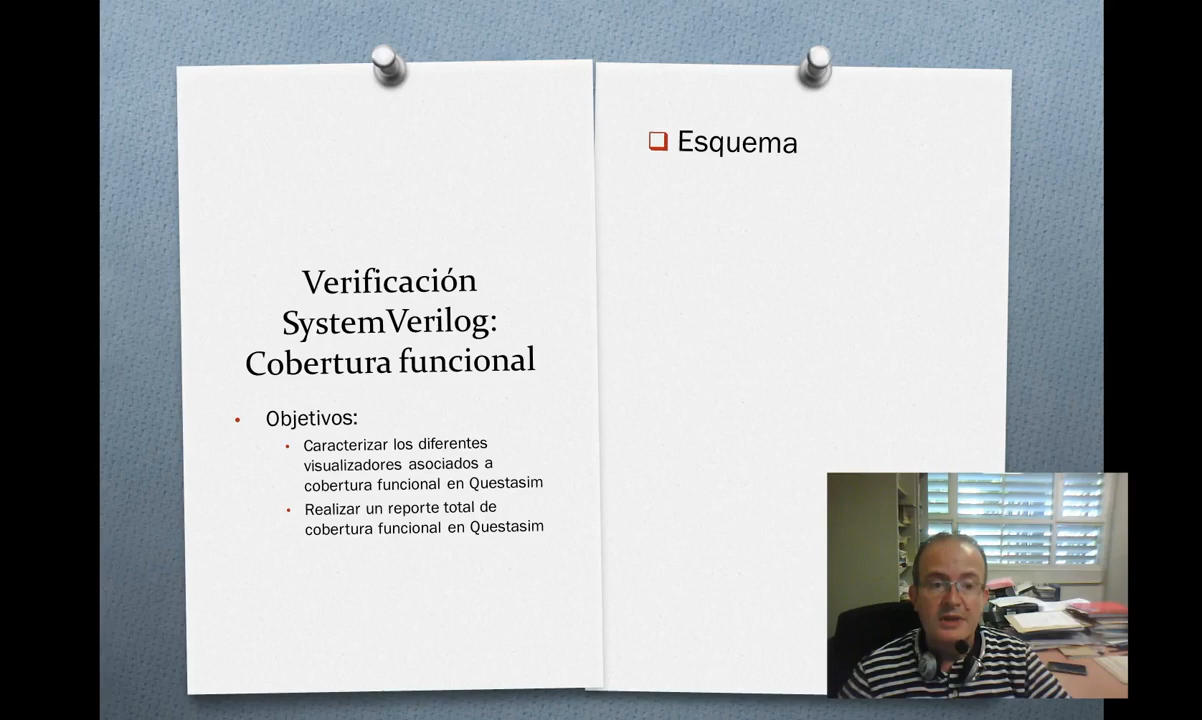 Verificación
SystemVerilog:
Cobertura funcional
• Objetivos:
• Caracterizar los diferentes
visualizadores asociados a
cobertura funcional en Questasim
• Realizar un reporte total de
cobertura funcional en Questasim
❑ Esquema